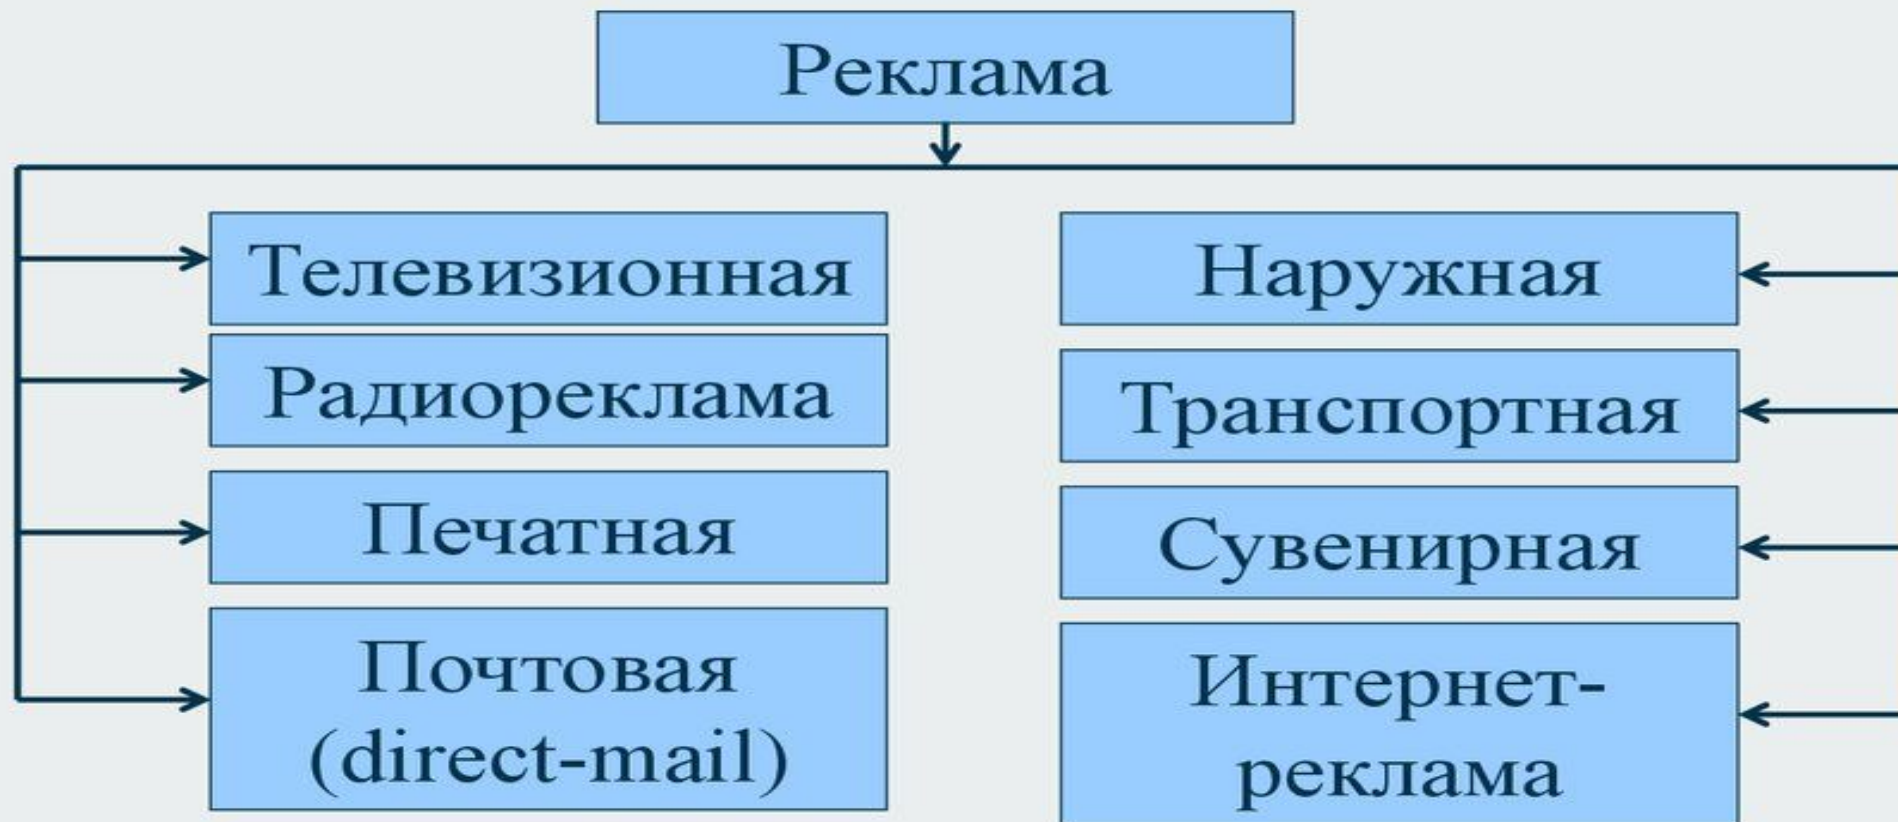 Реклама
Телевизионная
Радиореклама
Печатная
Почтовая
(direct-mail)
Наружная
Транспортная
Сувенирная
Интернет-
реклама